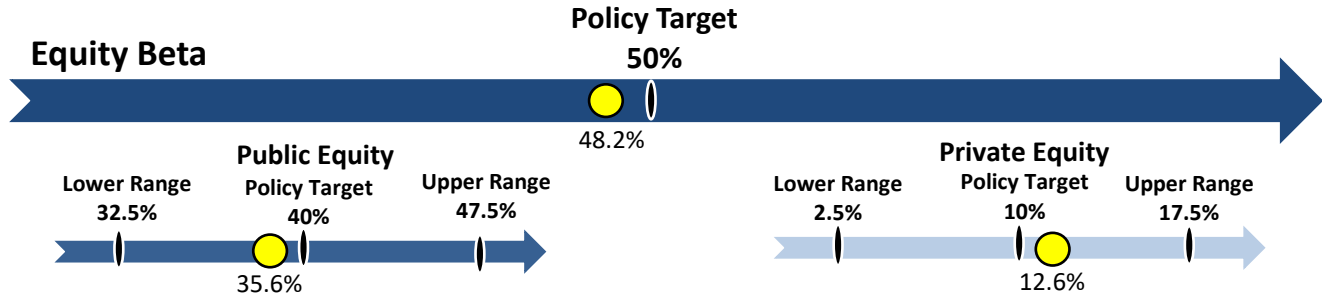 Policy Target
50%
Equity Beta
48.2%
Public Equity
Lower Range
Policy Target
Upper Range
32.5%
40%
47.5%
35.6%
Private Equity
Lower Range
Policy Target
Upper Range
2.5%
10%
17.5%
12.6%